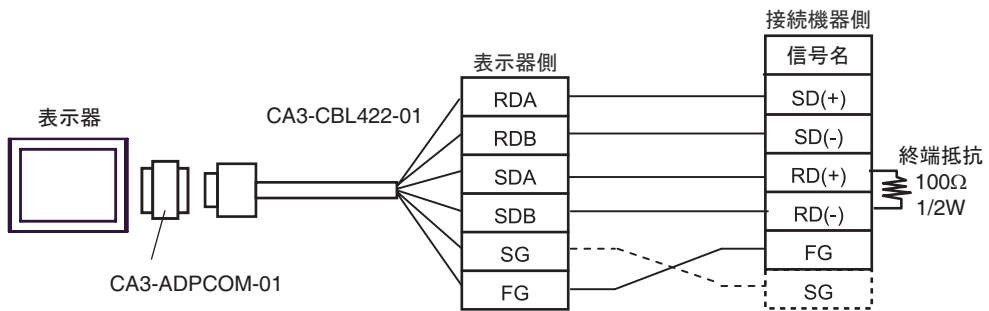 接続機器側
信号名
表示器側
表示器
CA3-CBL422-01
CA3-ADPCOM-01
RDA
RDB
SDA
SDB
SG
FG
SD(+)
SD(-)
RD(+)
RD(-)
FG
SG
終端抵抗
100Ω
1/2W